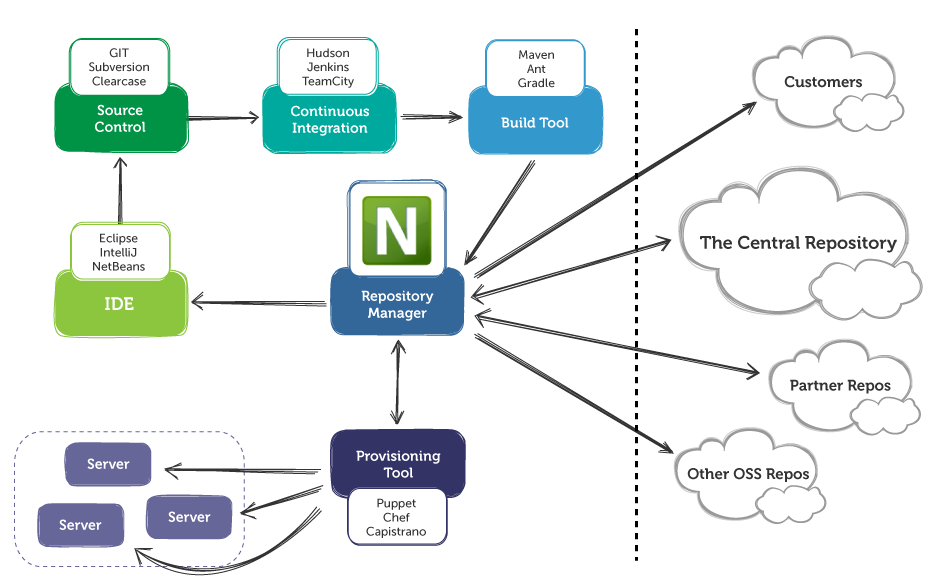 GIT
Subversion
Clearcase
Source
Control
Hudson
Jenkins
TeamCity
Continuous
Integration
Maven
Ant
Gradle
Build Tool
Customers
The Central Repository
Eclipse
IntelliJ
NetBeans
IDE
N
Repository
Manager
Partner Repos
Other OSS Repos
Provisioning
Tool
Puppet
Chef
Capistrano
Server
Server
Server